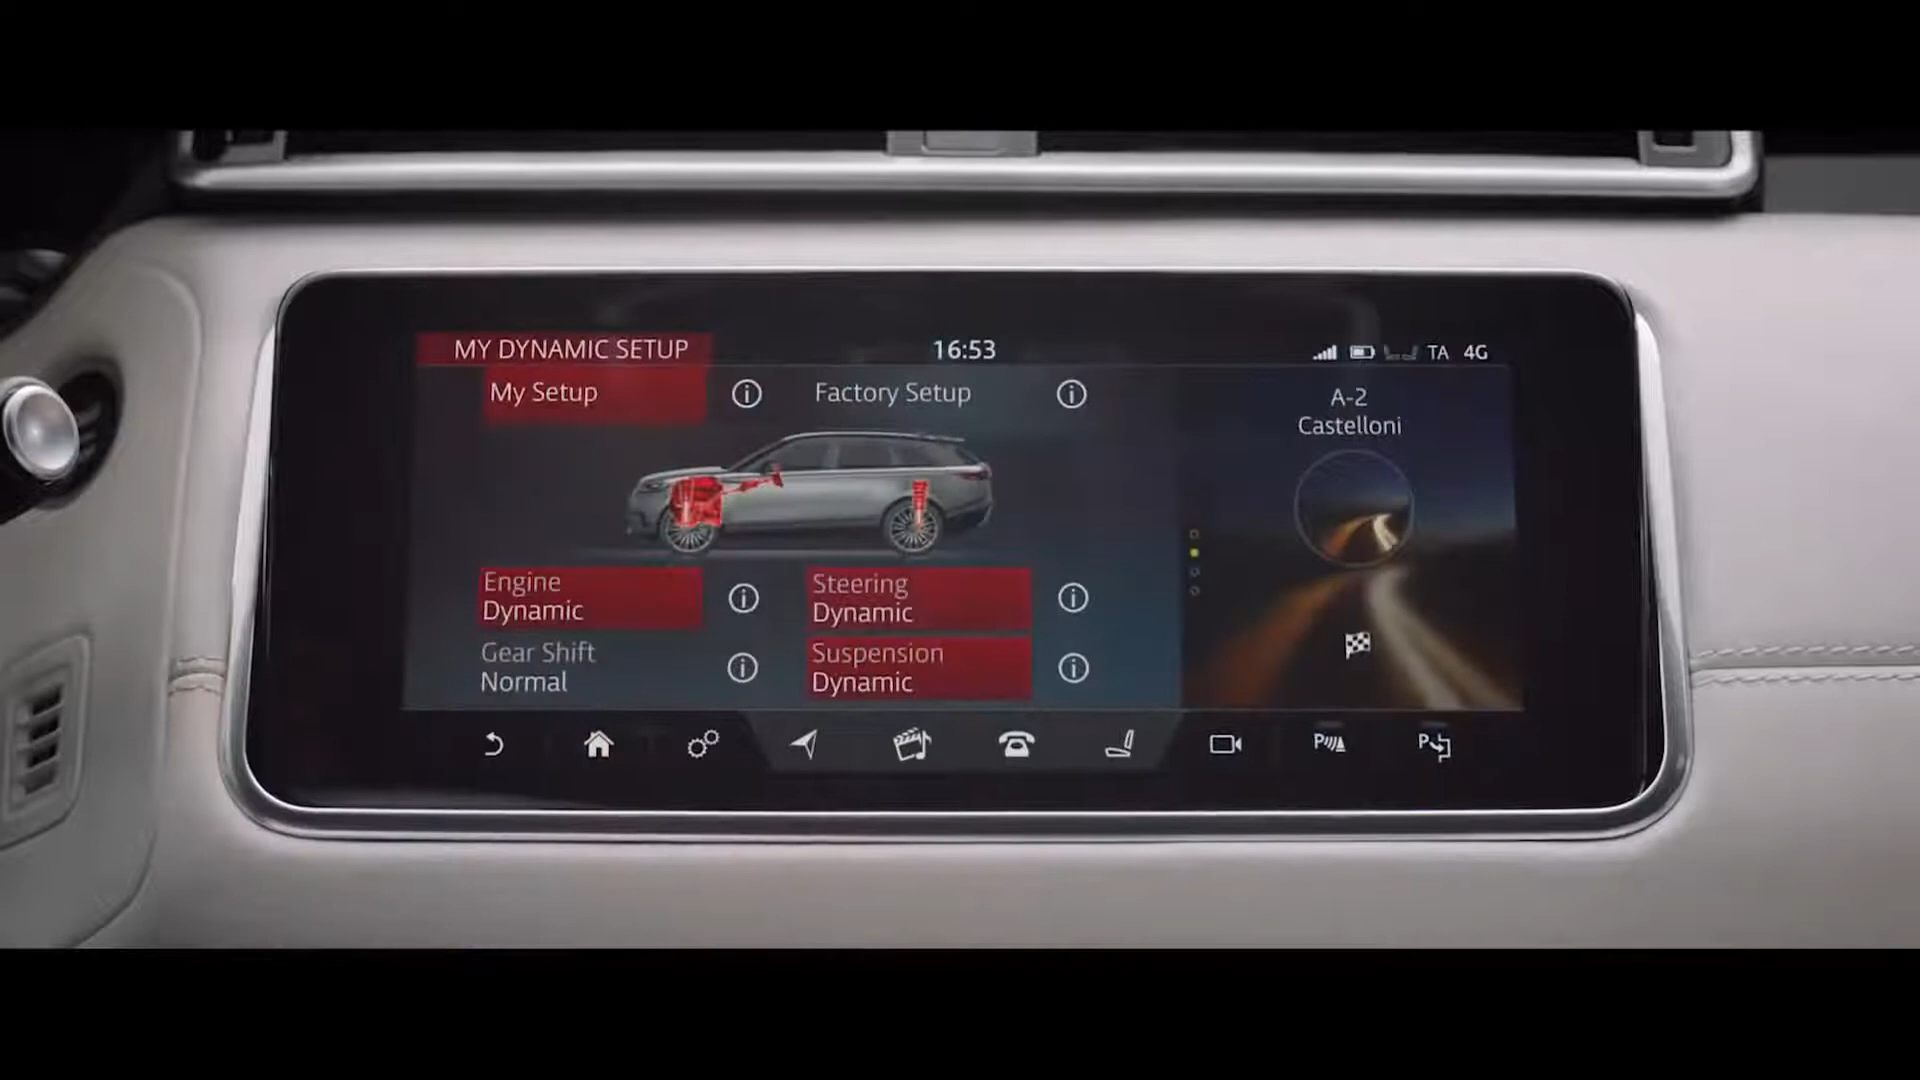 MY DYNAMIC SETUP
16:53
TA 4G
My Setup
Factory Setup
A-2
Castelloni
Engine
Dynamic
Steering
Dynamic
Gear Shift
Normal
Suspension
Dynamic
P
P